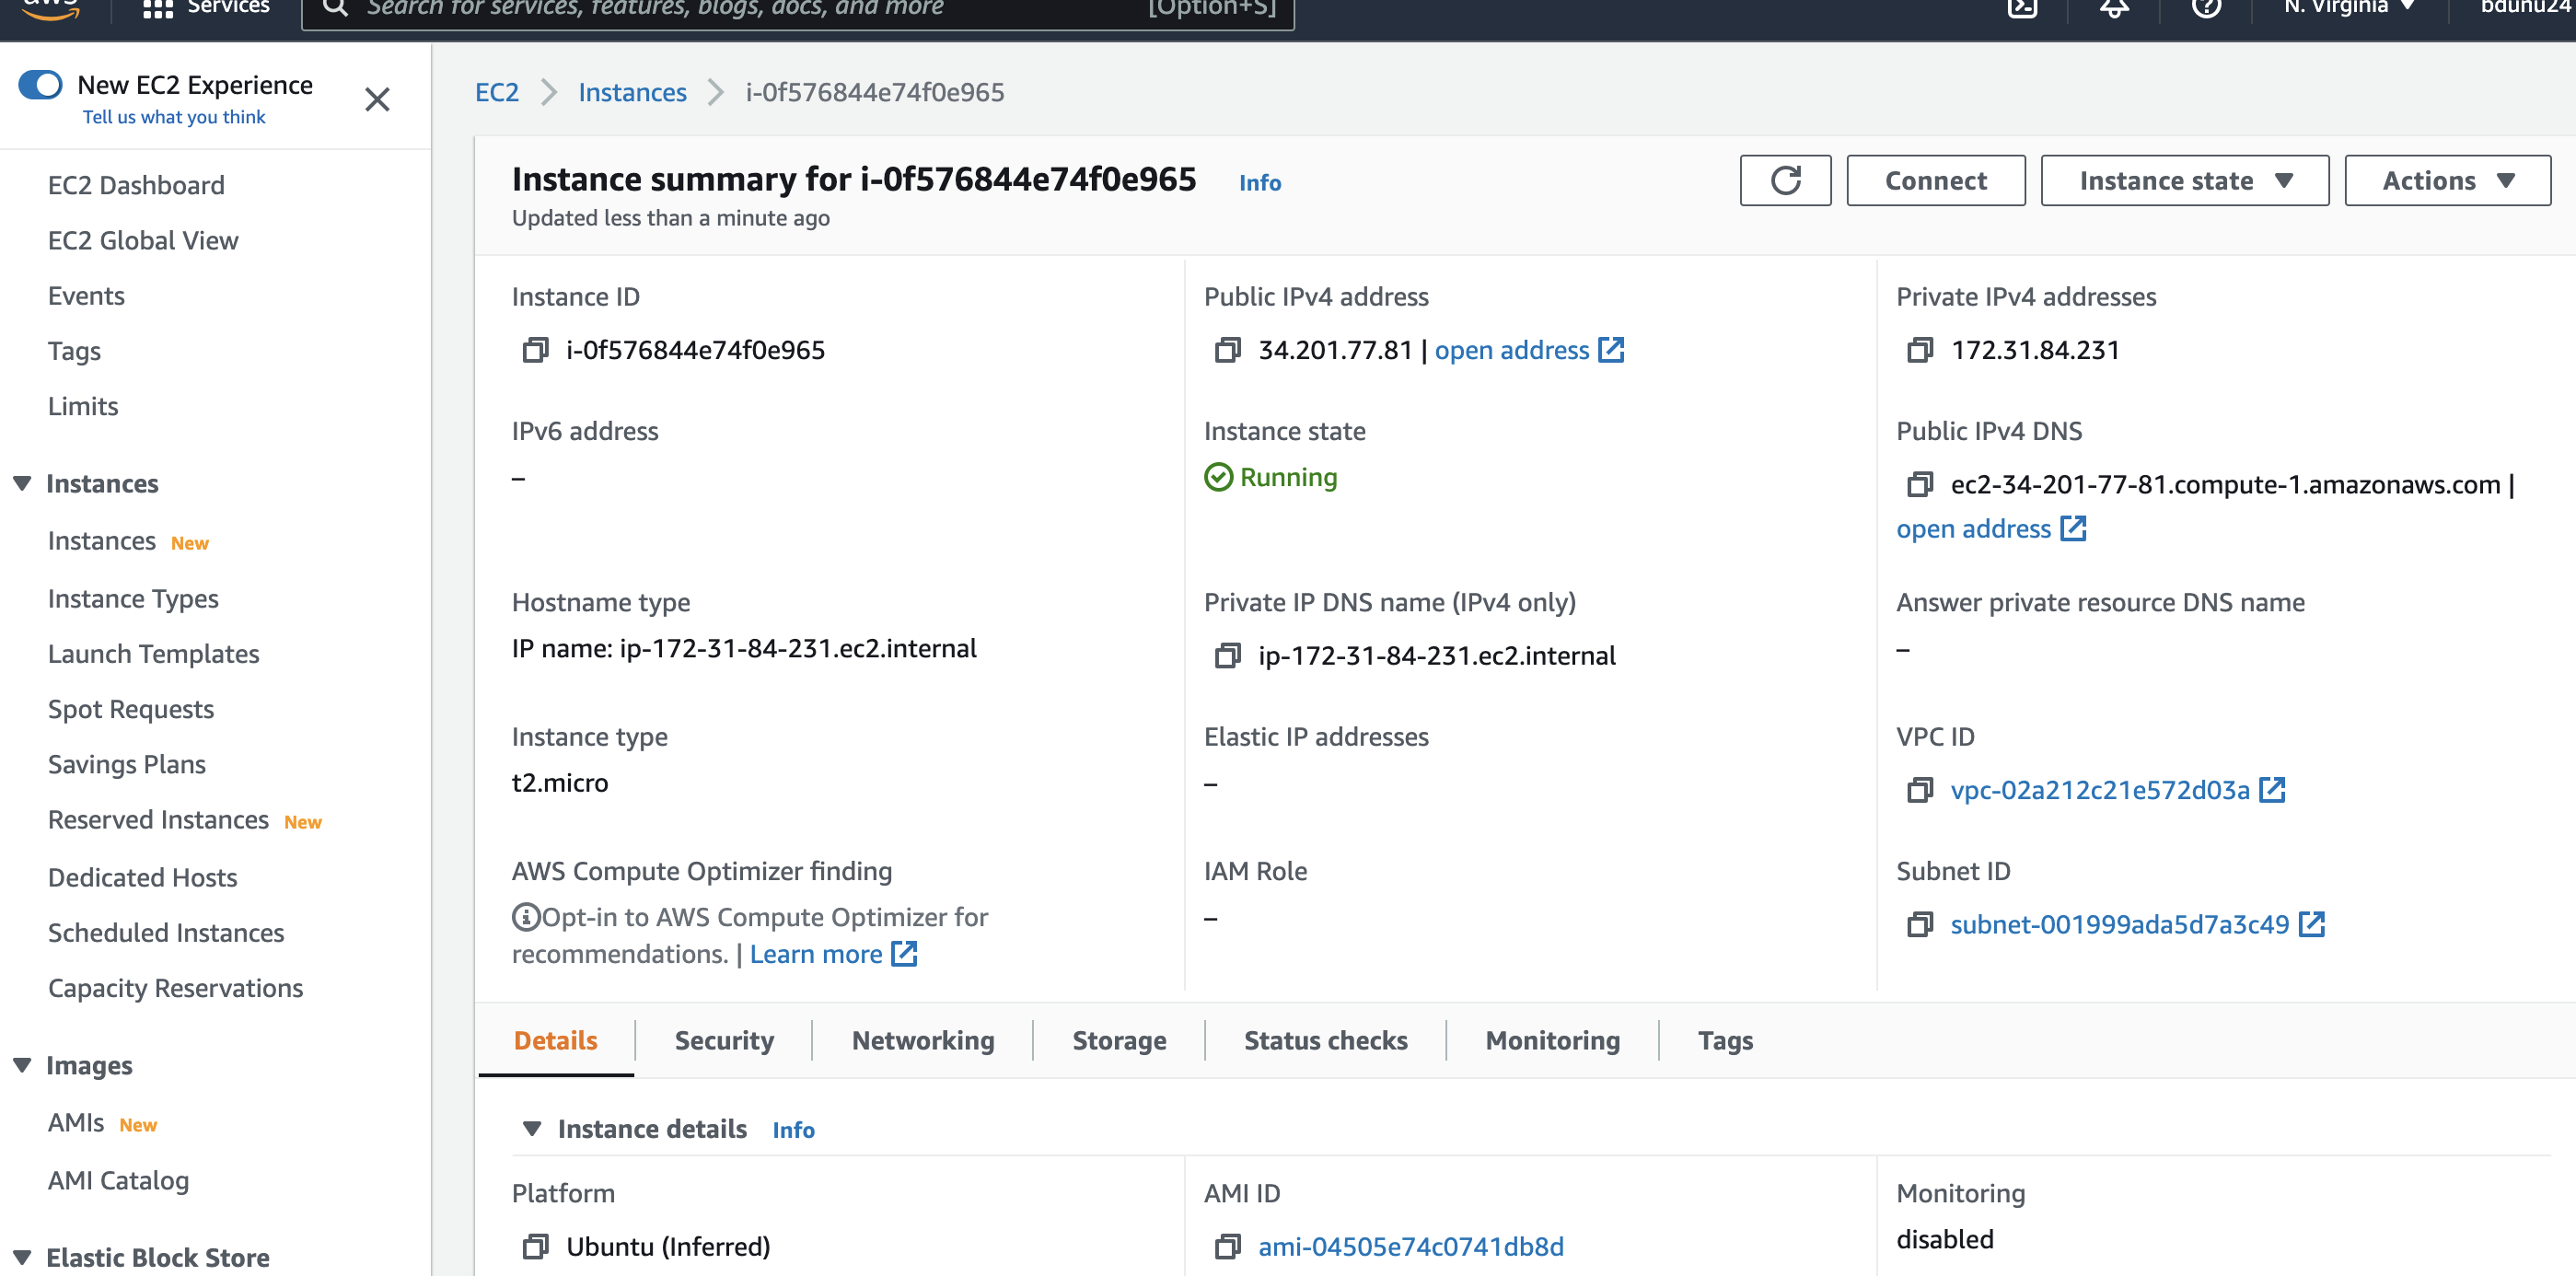 aws
Services
Search for services, features, blogs, docs, and more
[Option+S]
N. Virginia
bdunu24
New EC2 Experience
Tell us what you think
EC2 Dashboard
EC2 Global View
Events
Tags
Limits
Instances
Instances New
Instance Types
Launch Templates
Spot Requests
Savings Plans
Reserved Instances New
Dedicated Hosts
Scheduled Instances
Capacity Reservations
Images
AMIs New
AMI Catalog
Elastic Block Store
EC2 > Instances > i-0f576844e74f0e965
Instance summary for i-0f576844e74f0e965 Info
Updated less than a minute ago
Connect
Instance state
Actions
Instance ID
i-0f576844e74f0e965
Public IPv4 address
34.201.77.81 | open address
Private IPv4 addresses
172.31.84.231
IPv6 address
–
Instance state
Running
Public IPv4 DNS
ec2-34-201-77-81.compute-1.amazonaws.com |
open address
Hostname type
IP name: ip-172-31-84-231.ec2.internal
Private IP DNS name (IPv4 only)
ip-172-31-84-231.ec2.internal
Answer private resource DNS name
–
Instance type
t2.micro
Elastic IP addresses
–
VPC ID
vpc-02a212c21e572d03a
AWS Compute Optimizer finding
Opt-in to AWS Compute Optimizer for
recommendations. | Learn more
IAM Role
–
Subnet ID
subnet-001999ada5d7a3c49
Details
Security
Networking
Storage
Status checks
Monitoring
Tags
Instance details Info
Platform
Ubuntu (Inferred)
AMI ID
ami-04505e74c0741db8d
Monitoring
disabled